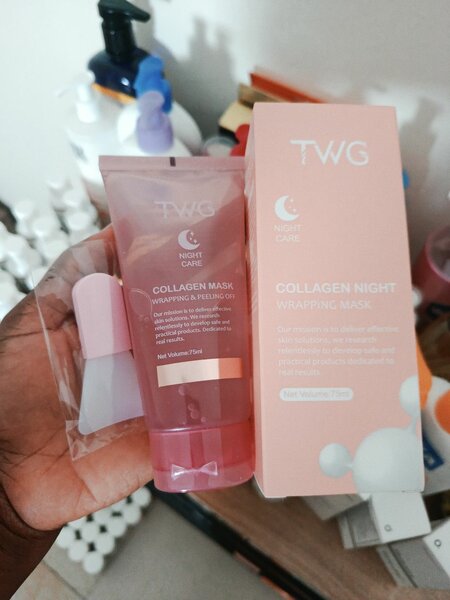 TWG
NIGHT
CARE
COLLAGEN MASK
WRAPPING & PEELING OFF
Our mission is to deliver effective
skin solutions. We research
relentlessly to develop safe and
practical products. Dedicated to
real results.
Net Volume:75ml
TWG
NIGHT
CARE
COLLAGEN NIGHT
WRAPPING MASK
Our mission is to deliver effective
skin solutions. We research
relentlessly to develop safe and
practical products dedicated to
real results.
Net Volume:75ml